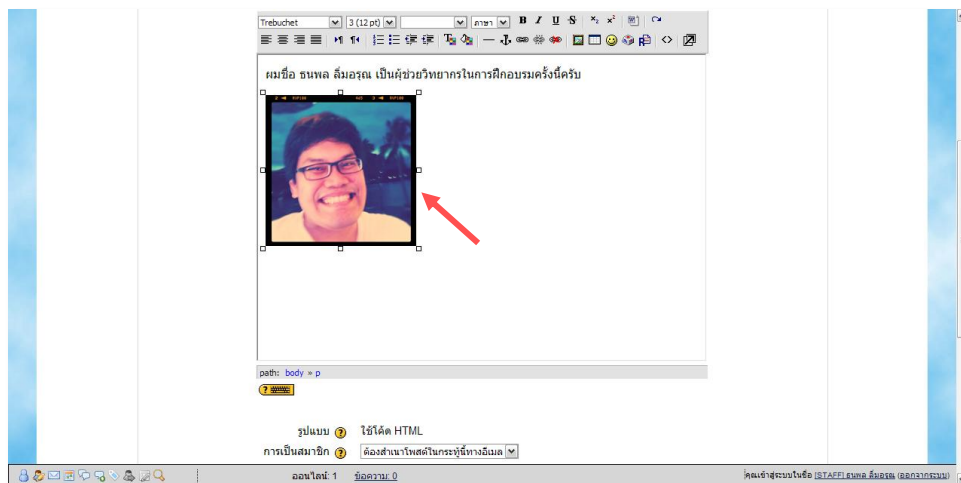 Trebuchet 3 (12 pt) ภาษา B I U S x₂ x²
ผมชื่อ ธนพล ลิ่มอรุณ เป็นผู้ช่วยวิทยากรในการฝึกอบรมครั้งนี้ครับ
path: body » p
?
รูปแบบ ? ใช้โค้ด HTML
การเป็นสมาชิก ? ต้องสำเนาโพสต์ในกระทู้นี้ทางอีเมล
ออนไลน์: 1 ข้อความ: 0 คุณเข้าสู่ระบบในชื่อ [STAFF] ธนพล ลิ่มอรุณ (ออกจากระบบ)